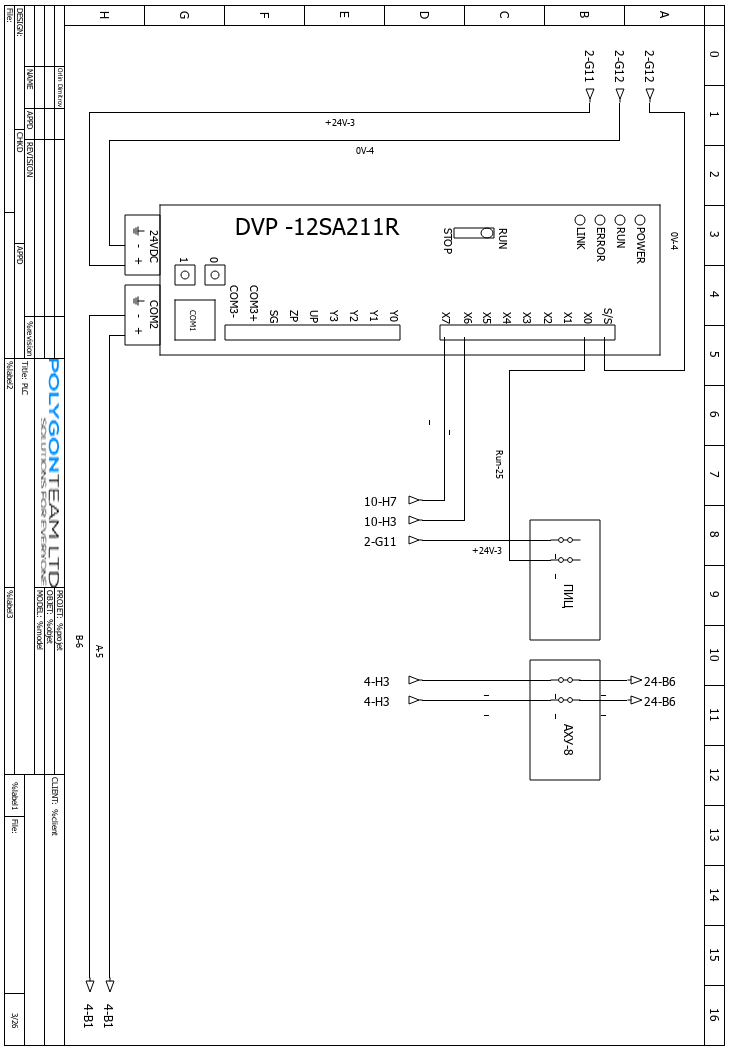 H
G
F
E
D
C
B
A
0
1
2
3
4
5
6
7
8
9
10
11
12
13
14
15
16
2-G11
2-G12
2-G12
+24V-3
0V-4
0V-4
DVP -12SA211R
24VDC
- +
COM2
- +
1
0
COM1
STOP
RUN
LINK
ERROR
RUN
POWER
COM3-
COM3+
SG
ZP
UP
Y3
Y2
Y1
Y0
X7
X6
X5
X4
X3
X2
X1
X0
S/S
Run-25
10-H7
10-H3
2-G11
+24V-3
ПИЦ
4-H3
4-H3
24-B6
24-B6
АХУ-8
B-6
A-5
4-B1
4-B1
File:
DESIGN:
NAME
Orlin Dimitrov
APPD
REVISION
CHKD
APPD
%revision
Title: PLC
%label2
POLYGONTEAM LTD
SOLUTIONS FOR EVERYONE
PROJET: %projet
OBJET: %objet
MODEL: %model
%label3
CLIENT: %client
%label1
File:
3/26